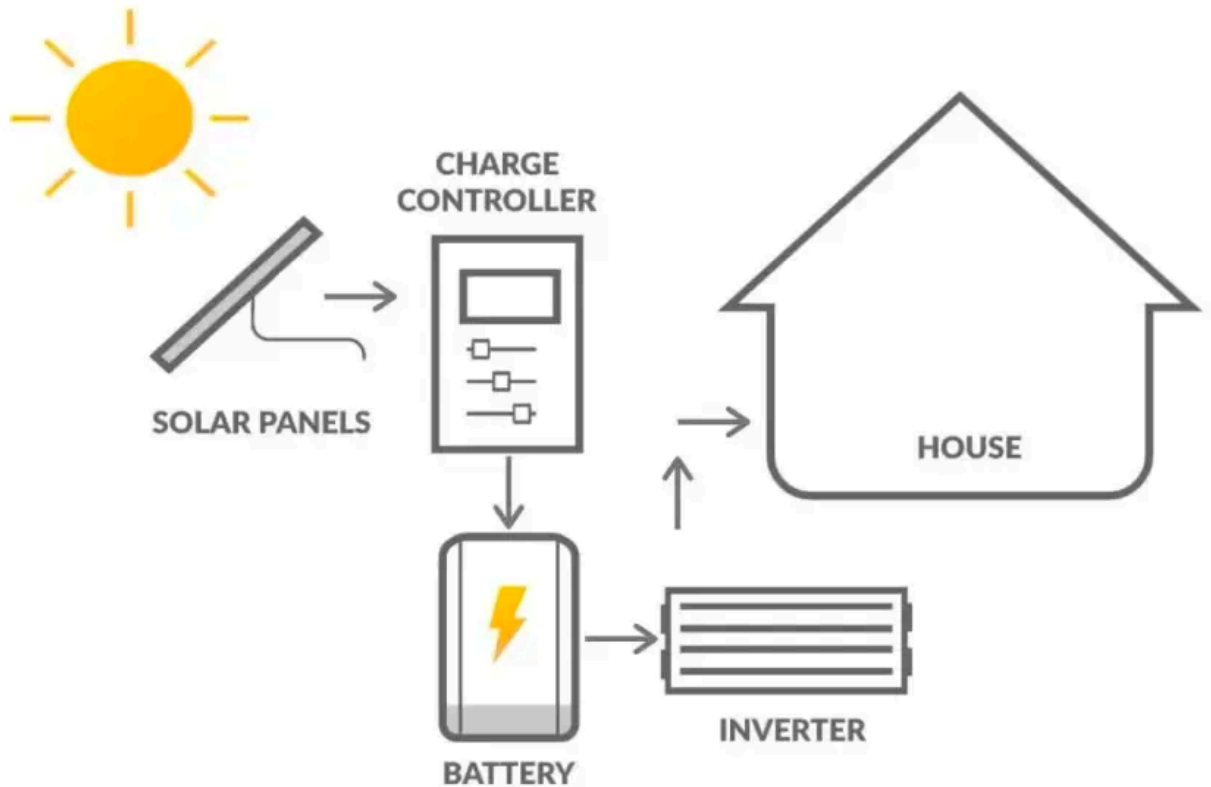 CHARGE
CONTROLLER
SOLAR PANELS
HOUSE
INVERTER
BATTERY